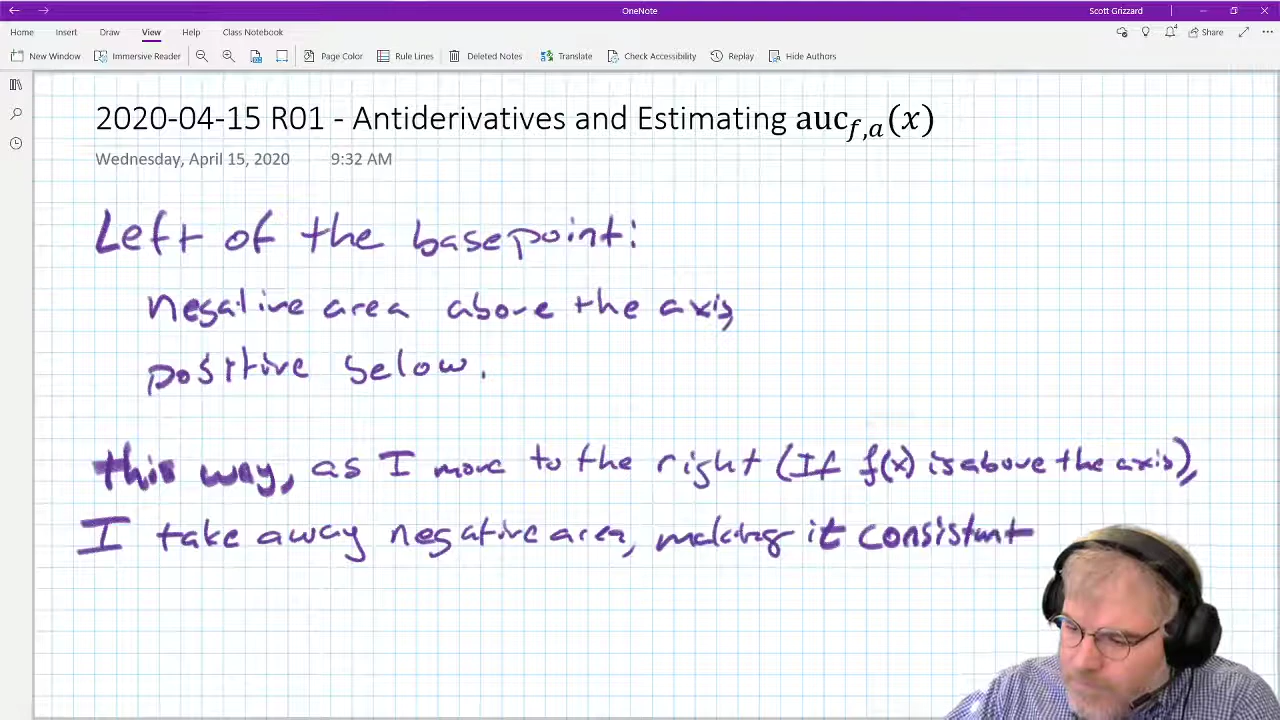 OneNote
Scott Grizzard
Home Insert Draw View Help Class Notebook
Share
New Window Immersive Reader Page Color Rule Lines Deleted Notes Translate Check Accessibility Replay Hide Authors
2020-04-15 R01 - Antiderivatives and Estimating auc_{f,a}(x)
Wednesday, April 15, 2020 9:32 AM
Left of the basepoint:
negative area above the axis,
positive below.
this way, as I move to the right (If f(x) is above the axis),
I take away negative area, making it consistant